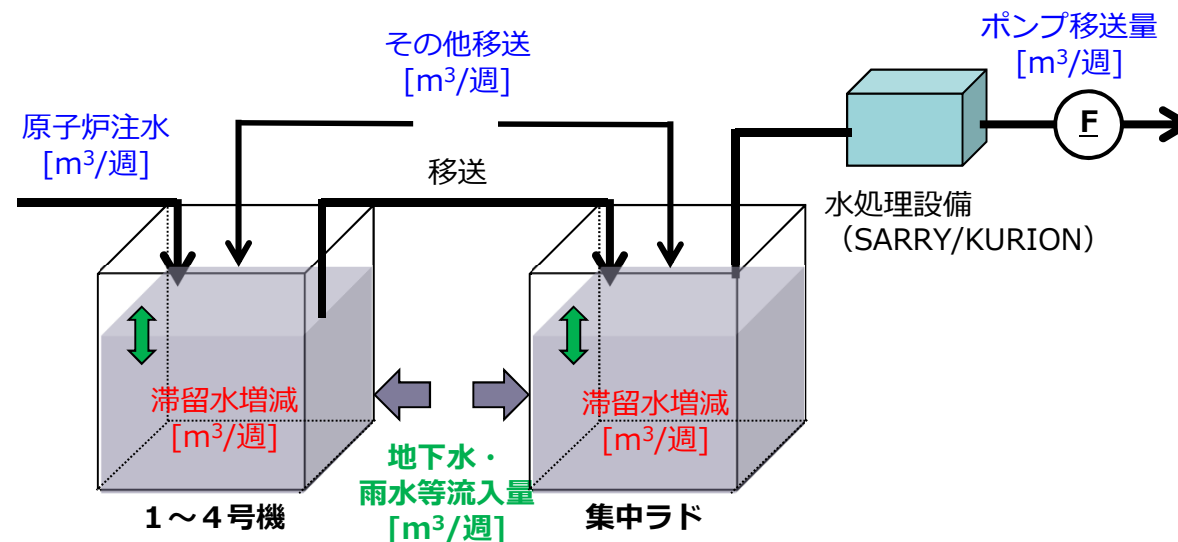 ポンプ移送量
[m³/週]
その他移送
[m³/週]
原子炉注水
[m³/週]
F
移送
水処理設備
（SARRY/KURION）
滞留水増減
[m³/週]
滞留水増減
[m³/週]
地下水・
雨水等流入量
[m³/週]
１～４号機
集中ラド